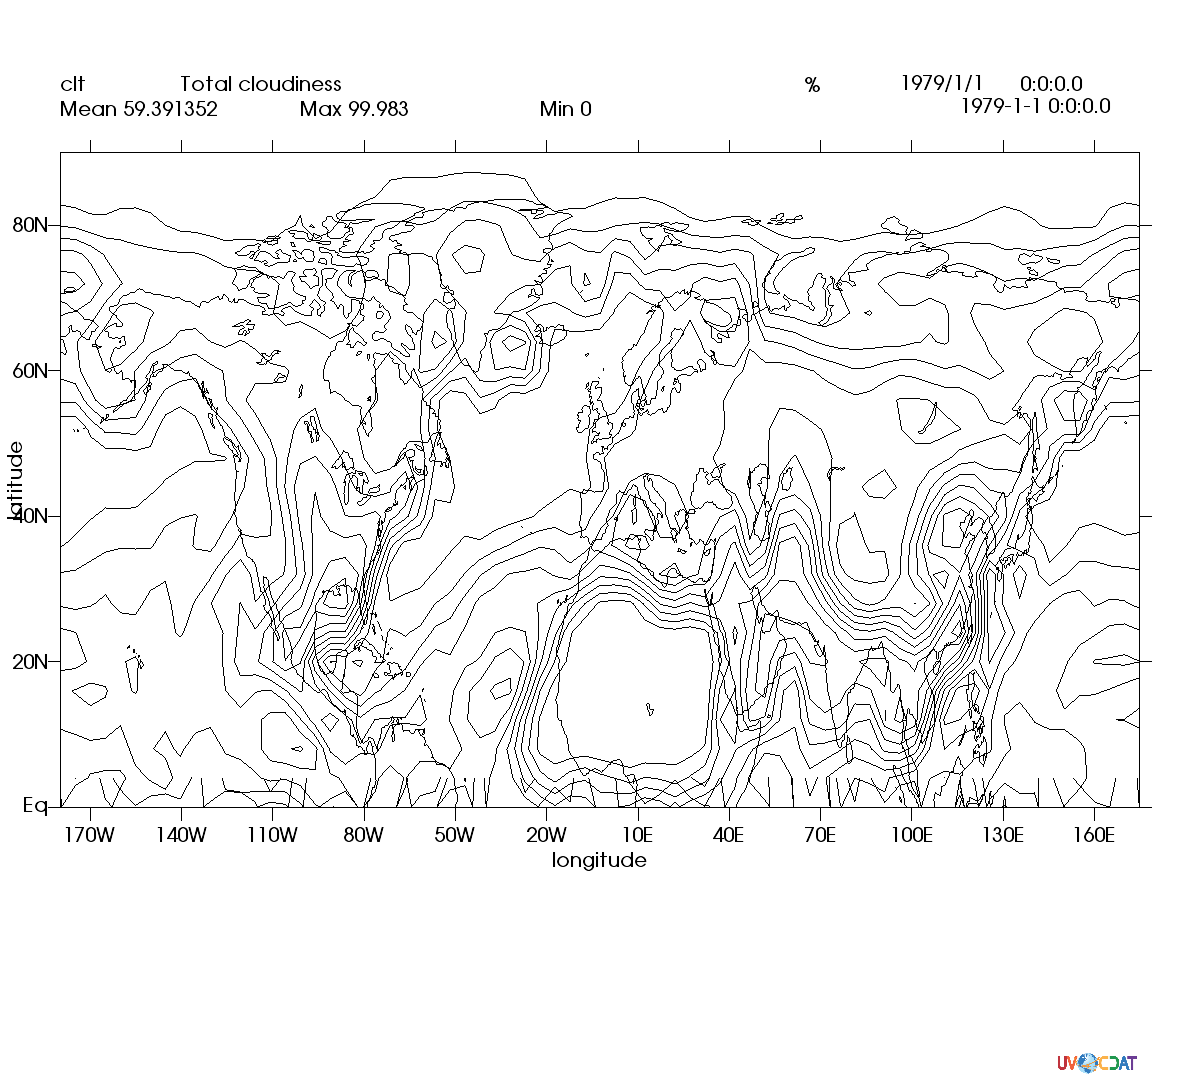 clt Total cloudiness % 1979/1/1 0:0:0.0
Mean 59.391352 Max 99.983 Min 0 1979-1-1 0:0:0.0
80N
60N
latitude
40N
20N
Eq
170W 140W 110W 80W 50W 20W 10E 40E 70E 100E 130E 160E
longitude
UV CDAT